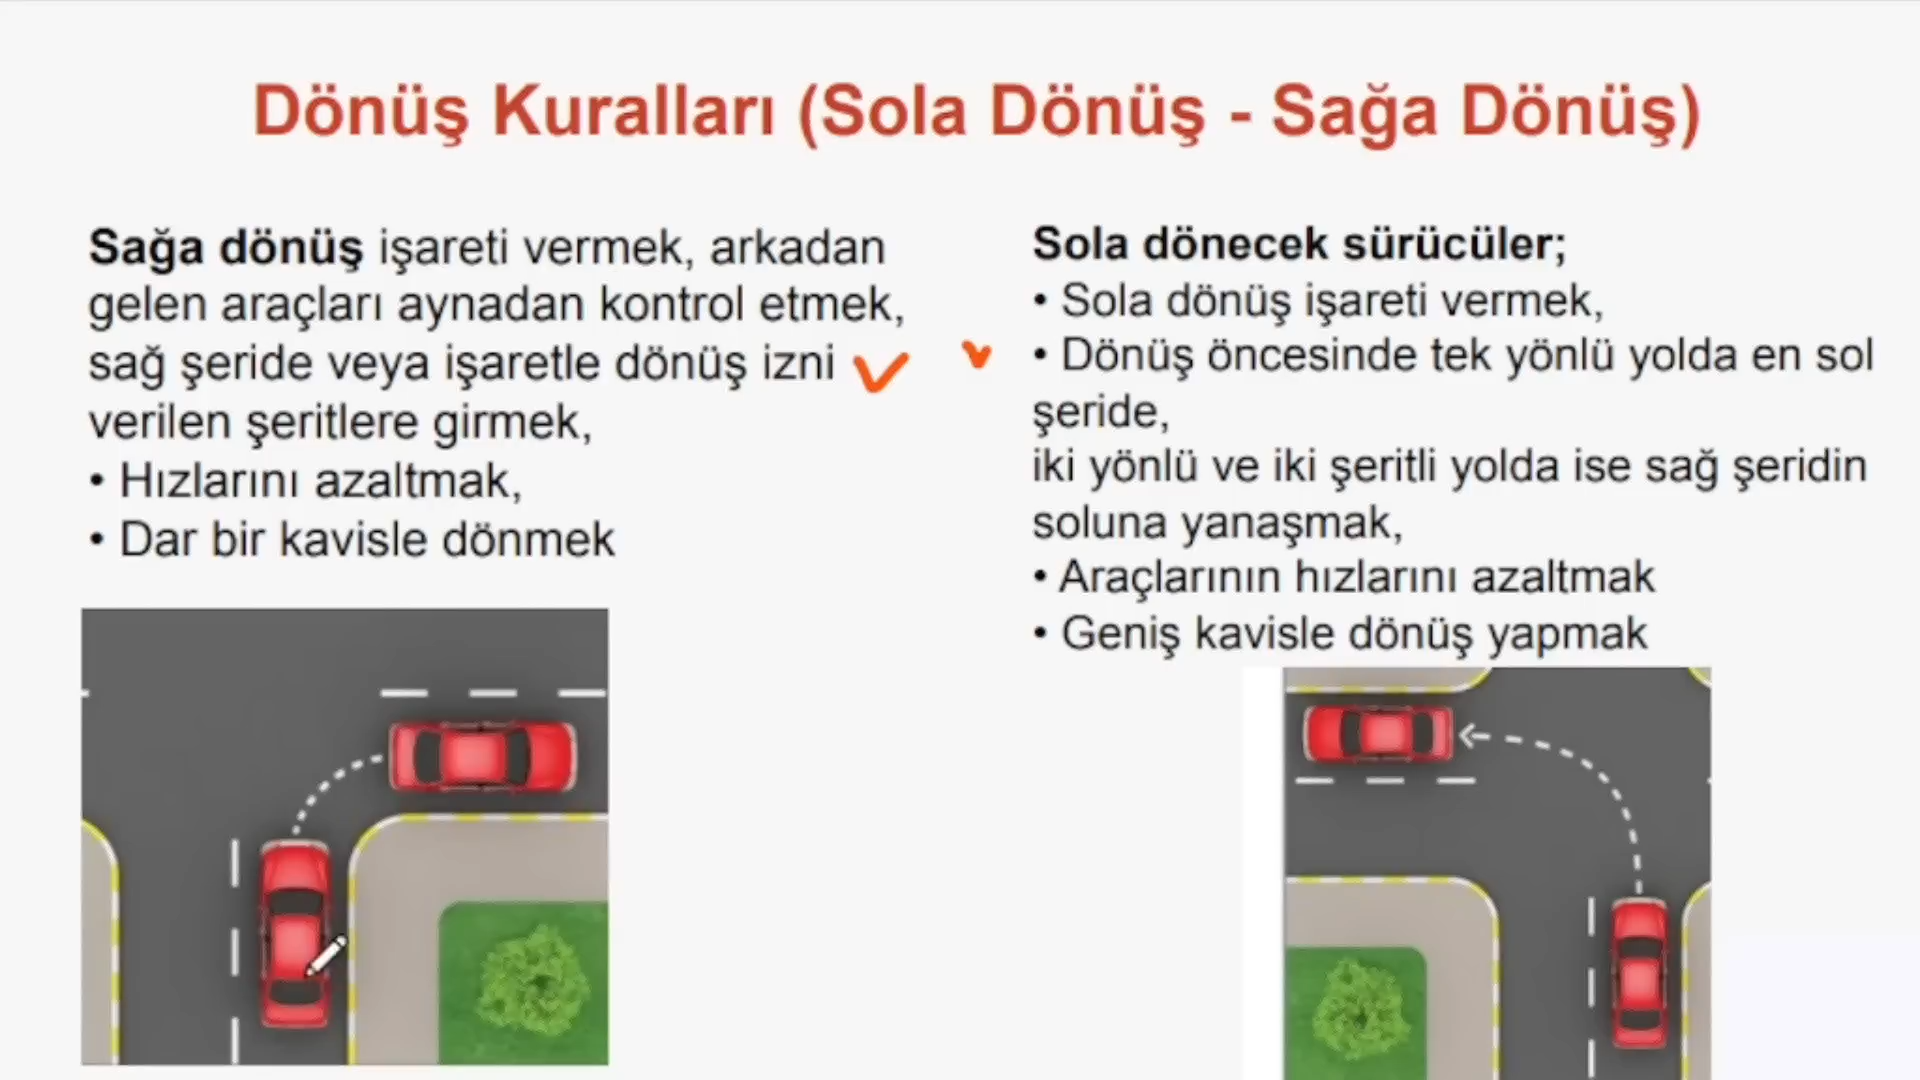 Dönüş Kuralları (Sola Dönüş - Sağa Dönüş)
Sağa dönüş işareti vermek, arkadan
gelen araçları aynadan kontrol etmek,
sağ şeride veya işaretle dönüş izni
verilen şeritlere girmek,
• Hızlarını azaltmak,
• Dar bir kavisle dönmek
Sola dönecek sürücüler;
• Sola dönüş işareti vermek,
• Dönüş öncesinde tek yönlü yolda en sol
şeride,
iki yönlü ve iki şeritli yolda ise sağ şeridin
soluna yanaşmak,
• Araçlarının hızlarını azaltmak
• Geniş kavisle dönüş yapmak